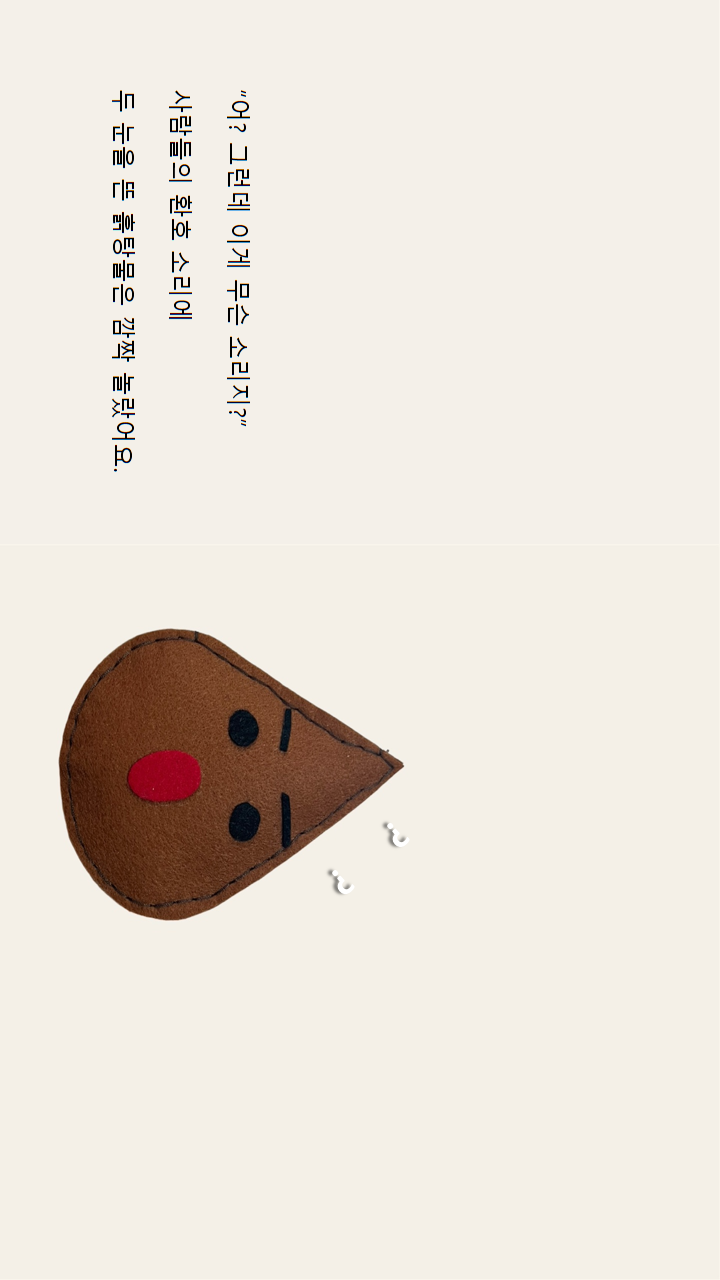 "어? 그런데 이게 무슨 소리지?"
사람들의 환호 소리에
두 눈을 뜬 흙탕물은 깜짝 놀랐어요.
?
?